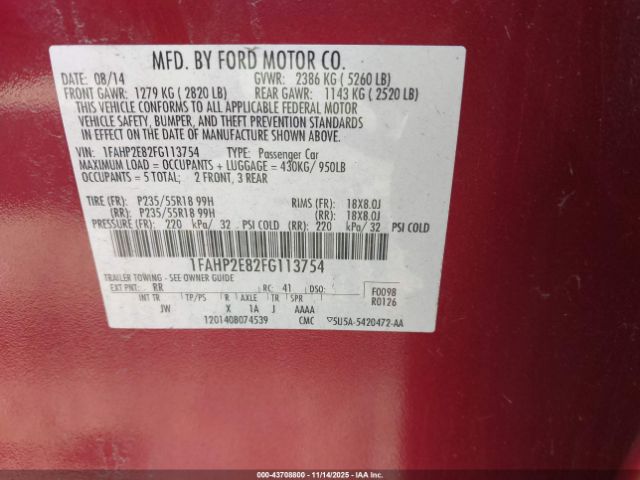 MFD. BY FORD MOTOR CO.
DATE: 08/14 GVWR: 2386 KG ( 5260 LB)
FRONT GAWR: 1279 KG ( 2820 LB) REAR GAWR: 1143 KG ( 2520 LB)
THIS VEHICLE CONFORMS TO ALL APPLICABLE FEDERAL MOTOR
VEHICLE SAFETY, BUMPER, AND THEFT PREVENTION STANDARDS
IN EFFECT ON THE DATE OF MANUFACTURE SHOWN ABOVE.
VIN: 1FAHP2E82FG113754 TYPE: Passenger Car
MAXIMUM LOAD = OCCUPANTS + LUGGAGE = 430KG/ 950LB
OCCUPANTS = 5 TOTAL; 2 FRONT, 3 REAR
TIRE (FR): P235/55R18 99H RIMS (FR): 18X8.0J
(RR): P235/55R18 99H (RR): 18X8.0J
PRESSURE (FR): 220 kPa/ 32 PSI COLD (RR): 220 kPa/ 32 PSI COLD
1FAHP2E82FG113754
TRAILER TOWING - SEE OWNER GUIDE
EXT PNT: RR RC: 41 DSO: F0098
R0126
INT TR TP/PS R AXLE TR SPR
JW X 1A J AAAA
1201408074539 CMC ▽5U5A-5420472-AA
000-43708800 - 11/14/2025 - IAAI.CA